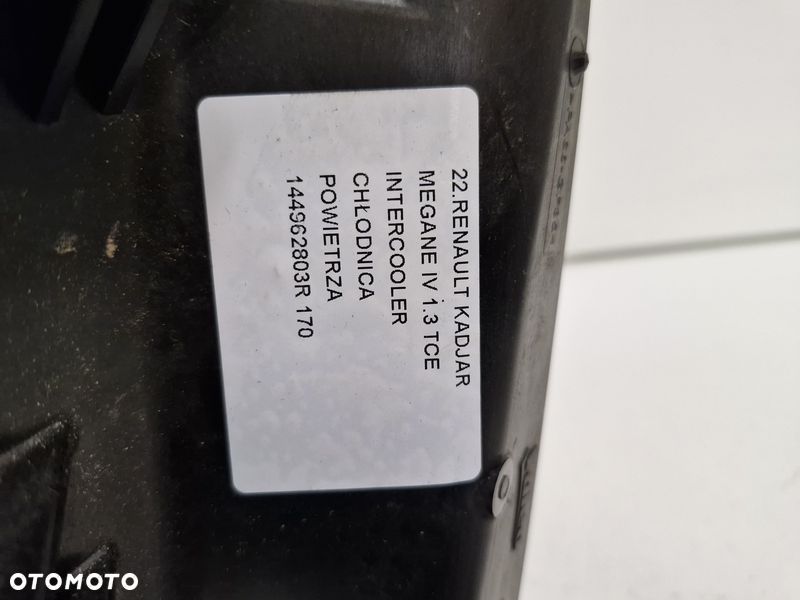 22.RENAULT KADJAR
MEGANE IV 1.3 TCE
INTERCOOLER
CHŁODNICA
POWIETRZA
144962803R 170
OTOMOTO